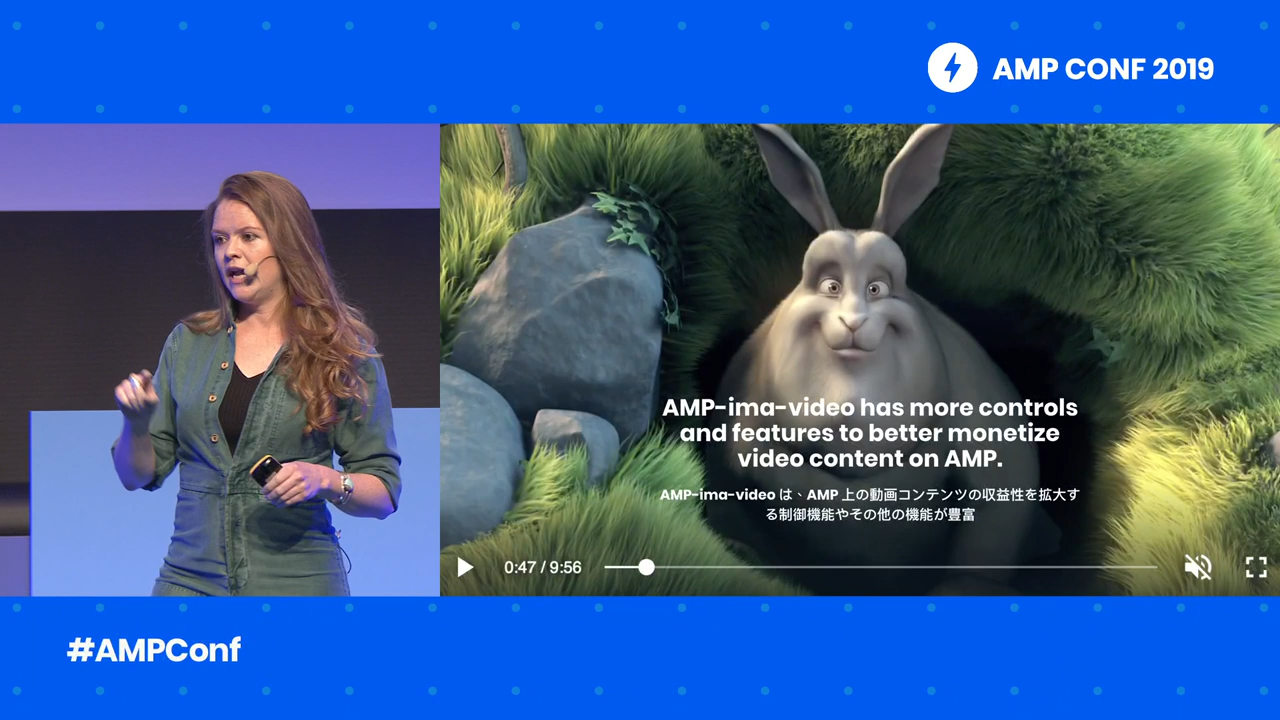 AMP CONF 2019
AMP-ima-video has more controls
and features to better monetize
video content on AMP.
AMP-ima-video は、AMP 上の動画コンテンツの収益性を拡大す
る制御機能やその他の機能が豊富
0:47 / 9:56
#AMPConf